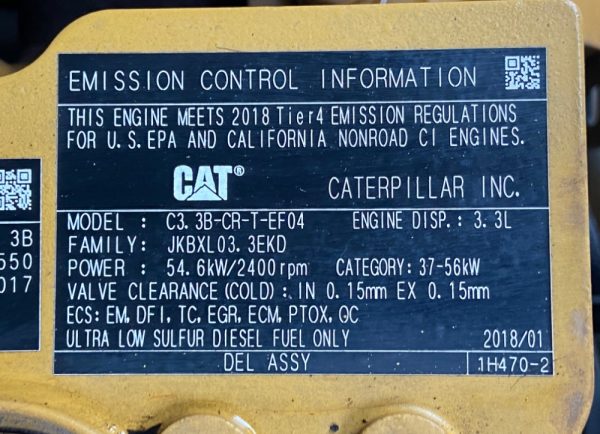 EMISSION CONTROL INFORMATION
THIS ENGINE MEETS 2018 Tier4 EMISSION REGULATIONS
FOR U.S.EPA AND CALIFORNIA NONROAD CI ENGINES.
CAT® CATERPILLAR INC.
MODEL : C3.3B-CR-T-EF04 ENGINE DISP.: 3.3L
FAMILY: JKBXL03.3EKD
POWER : 54.6kW/2400rpm CATEGORY: 37-56kW
VALVE CLEARANCE(COLD):IN 0.15mm EX 0.15mm
ECS: EM, DFI, TC, EGR, ECM, PTOX, OC
ULTRA LOW SULFUR DIESEL FUEL ONLY 2018/01
DEL ASSY 1H470-2
3B
550
017